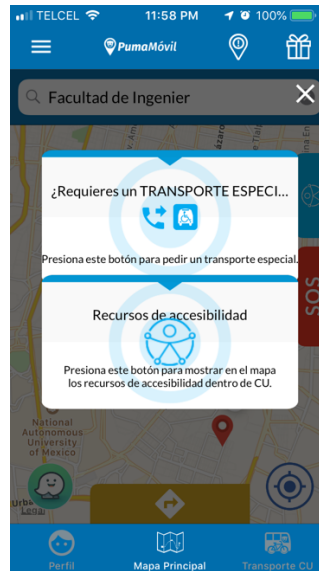 TELCEL 11:58 PM 100%
PumaMóvil
Facultad de Ingenier
¿Requieres un TRANSPORTE ESPECI...
Presiona este botón para pedir un transporte especial.
SOS
Recursos de accesibilidad
Presiona este botón para mostrar en el mapa
los recursos de accesibilidad dentro de CU.
National
Autonomous
University
of Mexico
Legal
Perfil Mapa Principal Transporte CU